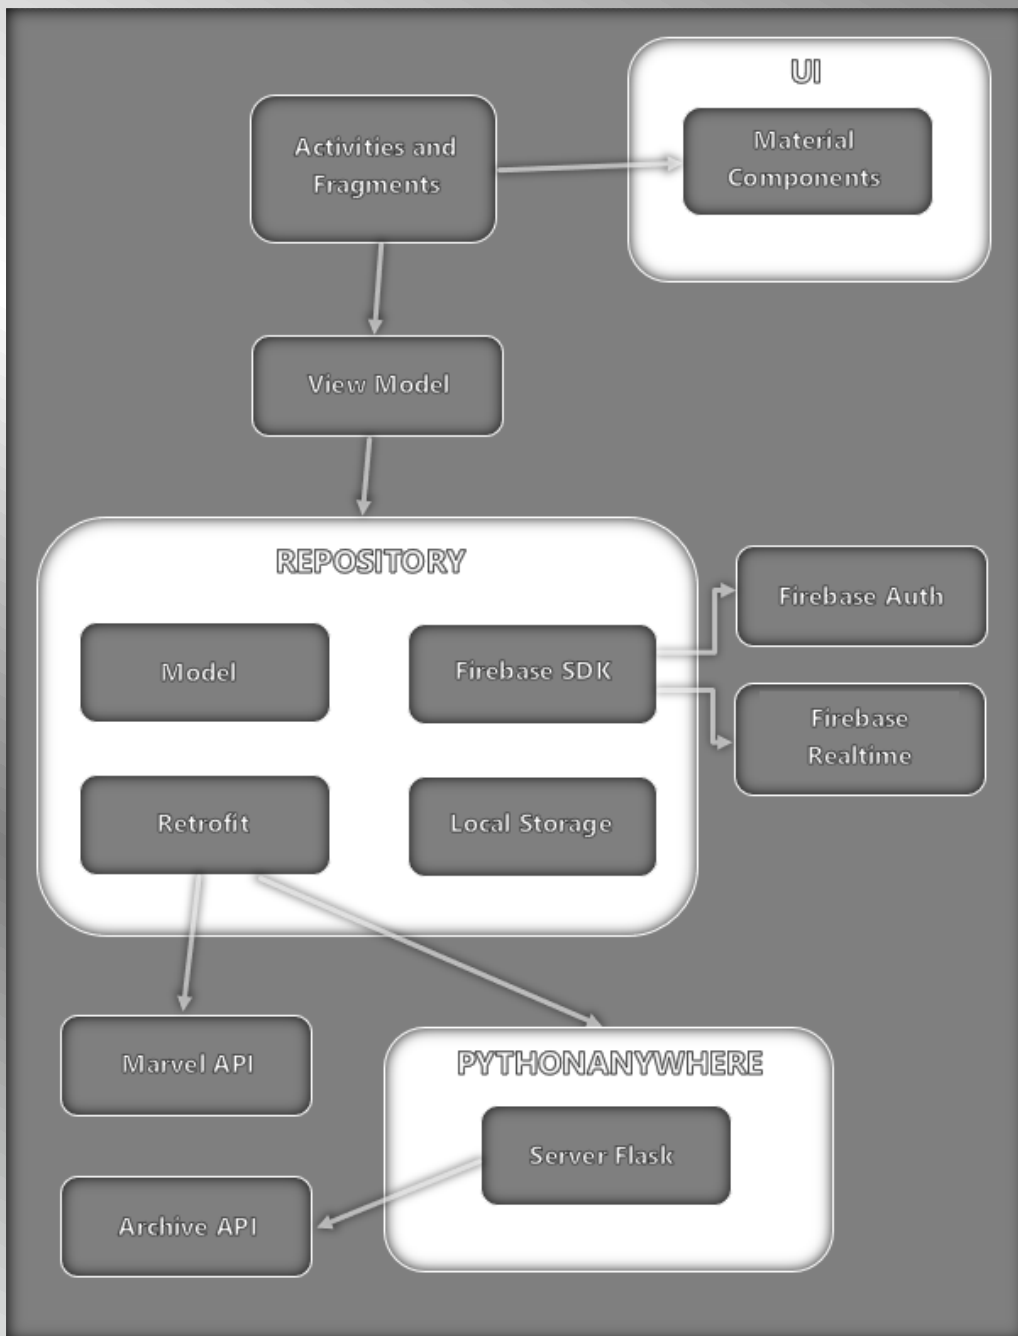 UI
Activities and
Fragments
Material
Components
View Model
REPOSITORY
Model
Firebase SDK
Firebase Auth
Firebase
Realtime
Retrofit
Local Storage
Marvel API
PYTHONANYWHERE
Server Flask
Archive API